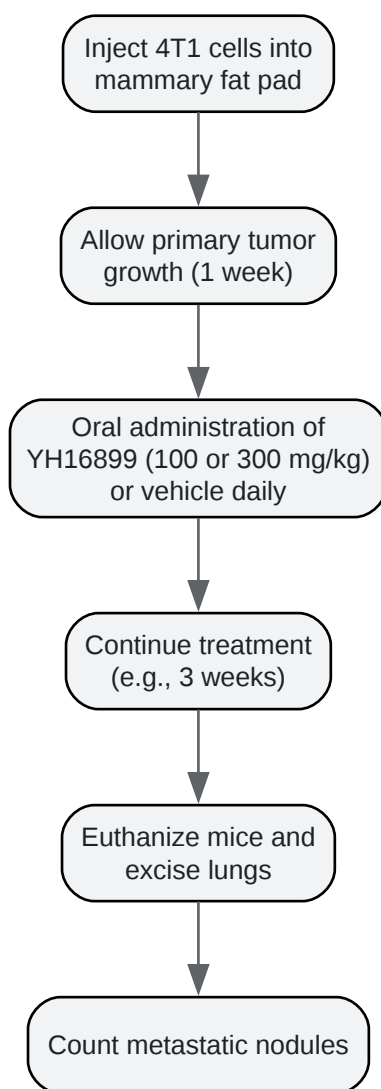 Inject 4T1 cells into
mammary fat pad
Allow primary tumor
growth (1 week)
Oral administration of
YH16899 (100 or 300 mg/kg)
or vehicle daily
Continue treatment
(e.g., 3 weeks)
Euthanize mice and
excise lungs
Count metastatic nodules